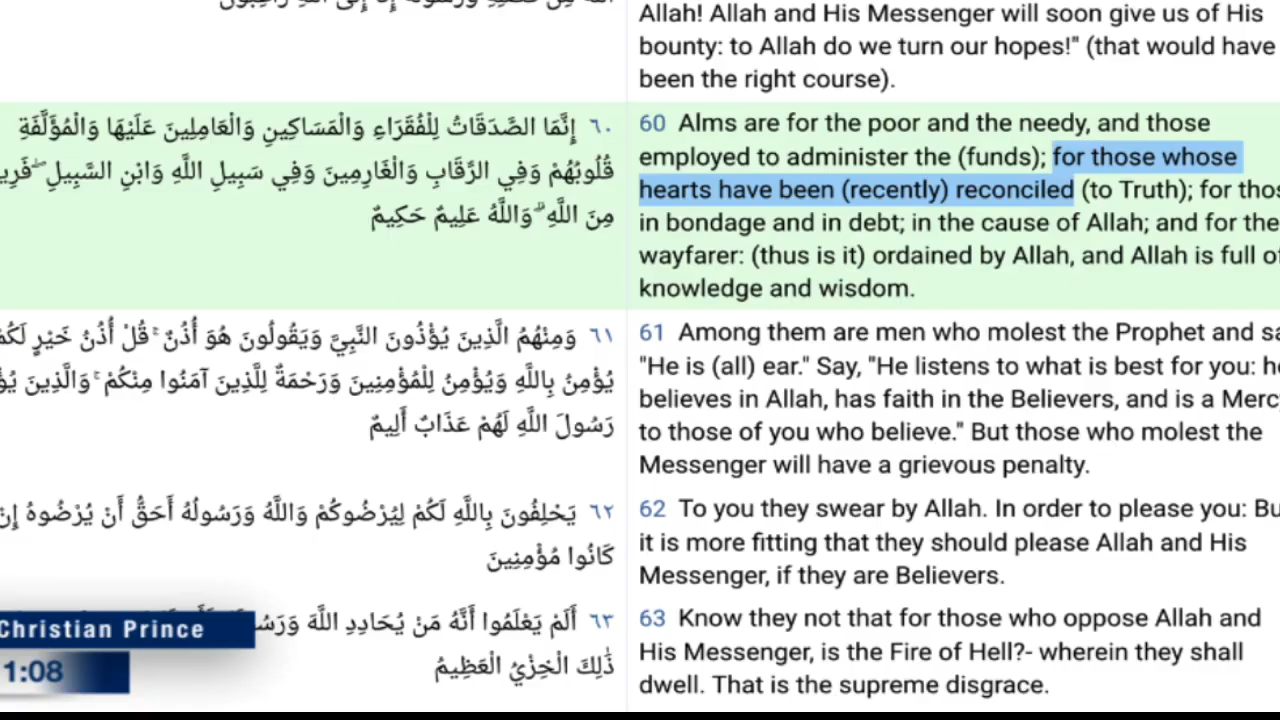 Allah! Allah and His Messenger will soon give us of His
bounty: to Allah do we turn our hopes!" (that would have
been the right course).
٦٠ إِنَّمَا الصَّدَقَاتُ لِلْفُقَرَاءِ وَالْمَسَاكِينِ وَالْعَامِلِينَ عَلَيْهَا وَالْمُؤَلَّفَةِ
قُلُوبُهُمْ وَفِي الرِّقَابِ وَالْغَارِمِينَ وَفِي سَبِيلِ اللَّهِ وَابْنِ السَّبِيلِ ۖ
مِنَ اللَّهِ ۗ وَاللَّهُ عَلِيمٌ حَكِيمٌ
60 Alms are for the poor and the needy, and those
employed to administer the (funds); for those whose
hearts have been (recently) reconciled (to Truth); for
in bondage and in debt; in the cause of Allah; and for the
wayfarer: (thus is it) ordained by Allah, and Allah is full
knowledge and wisdom.
٦١ وَمِنْهُمُ الَّذِينَ يُؤْذُونَ النَّبِيَّ وَيَقُولُونَ هُوَ أُذُنٌ ۚ قُلْ أُذُنُ خَيْرٍ
يُؤْمِنُ بِاللَّهِ وَيُؤْمِنُ لِلْمُؤْمِنِينَ وَرَحْمَةٌ لِلَّذِينَ آمَنُوا مِنْكُمْ ۚ وَالَّذِينَ
رَسُولَ اللَّهِ لَهُمْ عَذَابٌ أَلِيمٌ
61 Among them are men who molest the Prophet and
"He is (all) ear." Say, "He listens to what is best for you:
believes in Allah, has faith in the Believers, and is a
to those of you who believe." But those who molest the
Messenger will have a grievous penalty.
٦٢ يَحْلِفُونَ بِاللَّهِ لَكُمْ لِيُرْضُوكُمْ وَاللَّهُ وَرَسُولُهُ أَحَقُّ أَنْ يُرْضُوهُ إِنْ
كَانُوا مُؤْمِنِينَ
62 To you they swear by Allah. In order to please you:
it is more fitting that they should please Allah and His
Messenger, if they are Believers.
٦٣ أَلَمْ يَعْلَمُوا أَنَّهُ مَنْ يُحَادِدِ اللَّهَ
ذَٰلِكَ الْخِزْيُ الْعَظِيمُ
63 Know they not that for those who oppose Allah and
His Messenger, is the Fire of Hell?- wherein they shall
dwell. That is the supreme disgrace.
Christian Prince
1:08